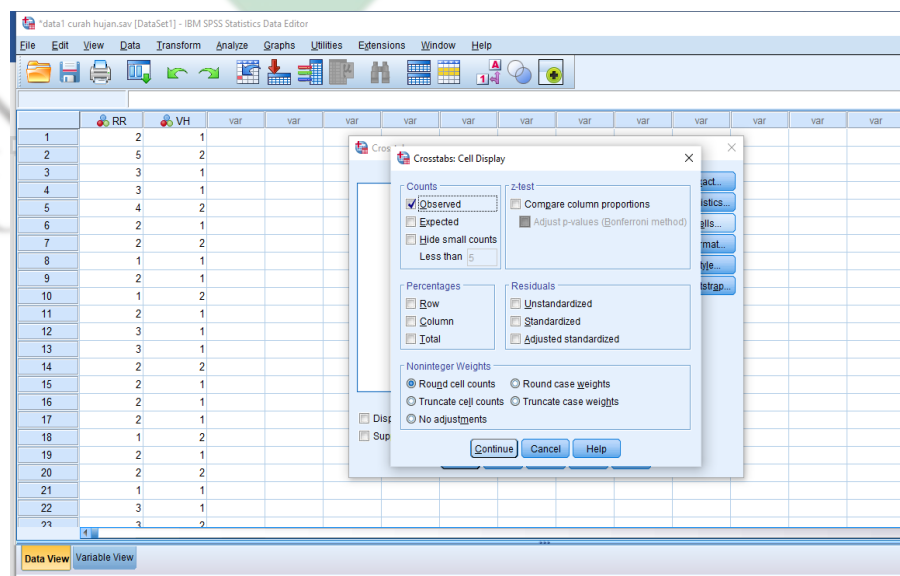 *data1 curah hujan.sav [DataSet1] - IBM SPSS Statistics Data Editor
File Edit View Data Transform Analyze Graphs Utilities Extensions Window Help
RR VH var var var var var var var var var var var var
1 2 1
2 5 2
3 3 1
4 3 1
5 4 2
6 2 1
7 2 2
8 1 1
9 2 1
10 1 2
11 2 1
12 3 1
13 3 1
14 2 2
15 2 1
16 2 1
17 2 1
18 1 2
19 2 1
20 2 2
21 1 1
22 3 1
23 3 2
Crosstabs: Cell Display
Counts
Observed
Expected
Hide small counts
Less than 5
z-test
Compare column proportions
Adjust p-values (Bonferroni method)
Percentages
Row
Column
Total
Residuals
Unstandardized
Standardized
Adjusted standardized
Noninteger Weights
Round cell counts Round case weights
Truncate cell counts Truncate case weights
No adjustments
Continue Cancel Help
Data View Variable View